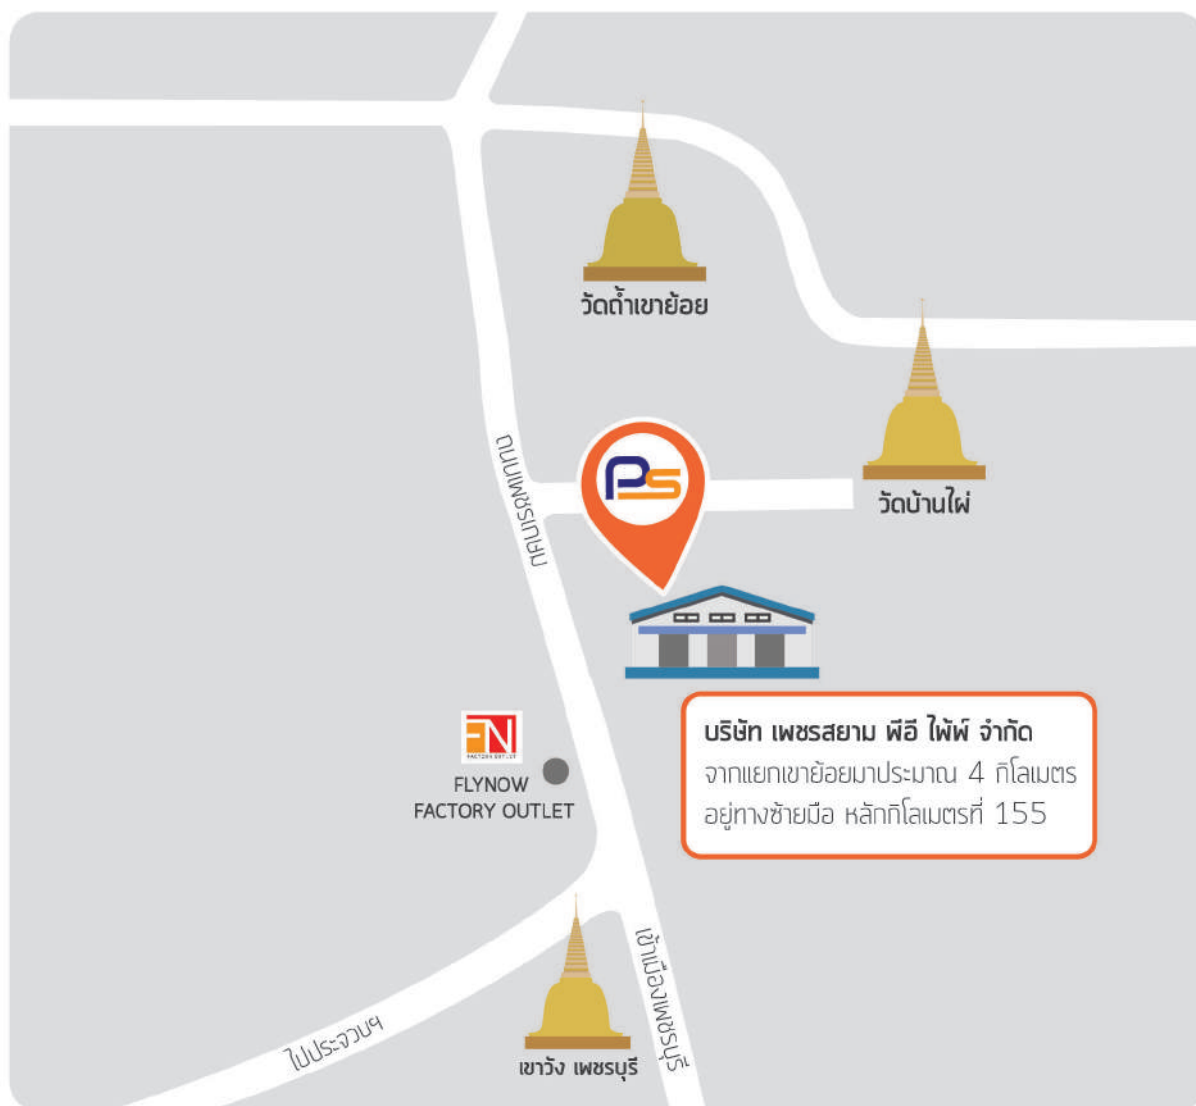 วัดถ้ำเขาย้อย
ถนนเพชรเกษม
PS
วัดบ้านไผ่
FN
FACTORY OUTLET
FLYNOW
FACTORY OUTLET
บริษัท เพชรสยาม พีอี ไพ้พ์ จำกัด
จากแยกเขาย้อยมาประมาณ 4 กิโลเมตร
อยู่ทางซ้ายมือ หลักกิโลเมตรที่ 155
เข้าเมืองเพชรบุรี
ไปประจวบฯ
เขาวัง เพชรบุรี